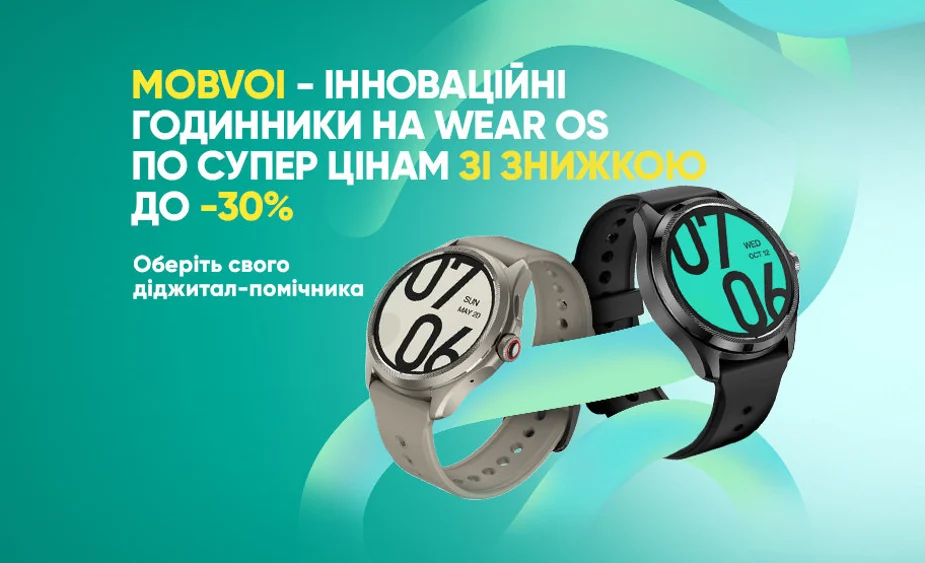 MOBVOI - ІННОВАЦІЙНІ
ГОДИННИКИ НА WEAR OS
ПО СУПЕР ЦІНАМ ЗІ ЗНИЖКОЮ
ДО -30%
Оберіть свого
діджитал-помічника
07
SUN
MAY 20
06
07
WED
OCT 12
06